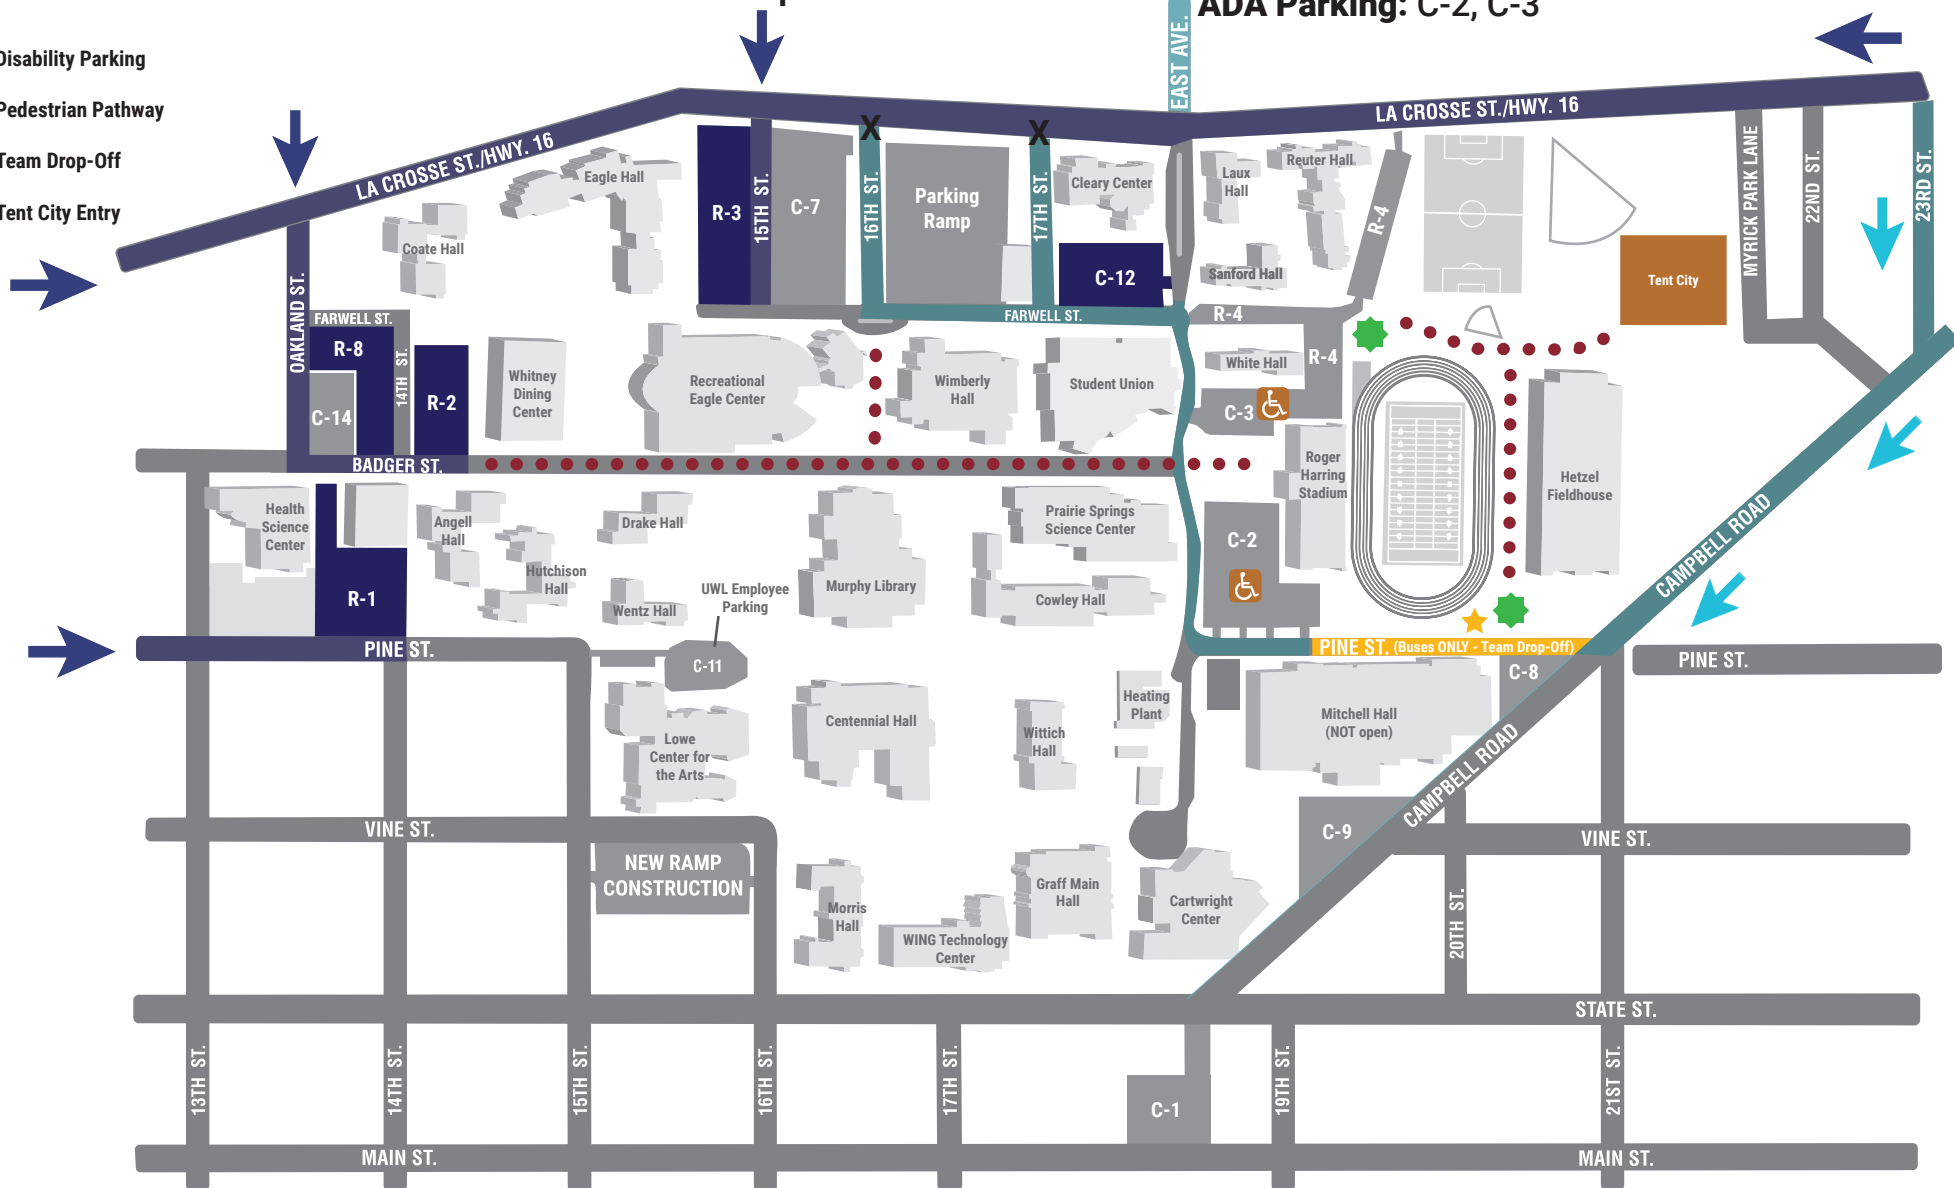 ADA Parking: C-2, C-3
Disability Parking
Pedestrian Pathway
Team Drop-Off
Tent City Entry
EAST AVE.
LA CROSSE ST./HWY. 16
LA CROSSE ST./HWY. 16
X
X
Eagle Hall
Coate Hall
R-3
15TH ST.
C-7
16TH ST.
Parking
Ramp
17TH ST.
Cleary Center
C-12
Laux
Hall
Reuter Hall
Sanford Hall
R-4
MYRICK PARK LANE
22ND ST.
23RD ST.
Tent City
OAKLAND ST.
FARWELL ST.
R-8
C-14
14TH ST.
R-2
Whitney
Dining
Center
Recreational
Eagle Center
FARWELL ST.
Wimberly
Hall
Student Union
R-4
White Hall
R-4
C-3
BADGER ST.
Roger
Harring
Stadium
Hetzel
Fieldhouse
Health
Science
Center
R-1
Angell
Hall
Hutchison
Hall
Drake Hall
Wentz Hall
UWL Employee
Parking
C-11
Murphy Library
Prairie Springs
Science Center
Cowley Hall
C-2
CAMPBELL ROAD
PINE ST.
PINE ST. (Buses ONLY - Team Drop-Off)
C-8
PINE ST.
Lowe
Center for
the Arts
Centennial Hall
Wittich
Hall
Heating
Plant
Mitchell Hall
(NOT open)
CAMPBELL ROAD
VINE ST.
C-9
VINE ST.
NEW RAMP
CONSTRUCTION
Morris
Hall
WING Technology
Center
Graff Main
Hall
Cartwright
Center
20TH ST.
STATE ST.
13TH ST.
14TH ST.
15TH ST.
16TH ST.
17TH ST.
C-1
19TH ST.
21ST ST.
MAIN ST.
MAIN ST.